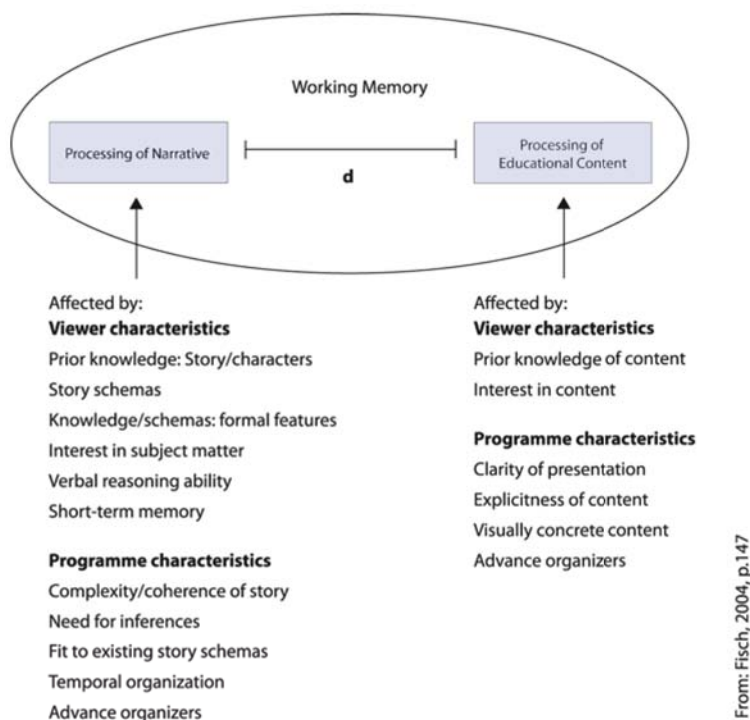 Working Memory
Processing of Narrative
d
Processing of
Educational Content
Affected by:
Viewer characteristics
Prior knowledge: Story/characters
Story schemas
Knowledge/schemas: formal features
Interest in subject matter
Verbal reasoning ability
Short-term memory
Programme characteristics
Complexity/coherence of story
Need for inferences
Fit to existing story schemas
Temporal organization
Advance organizers
Affected by:
Viewer characteristics
Prior knowledge of content
Interest in content
Programme characteristics
Clarity of presentation
Explicitness of content
Visually concrete content
Advance organizers
From: Fisch, 2004, p.147